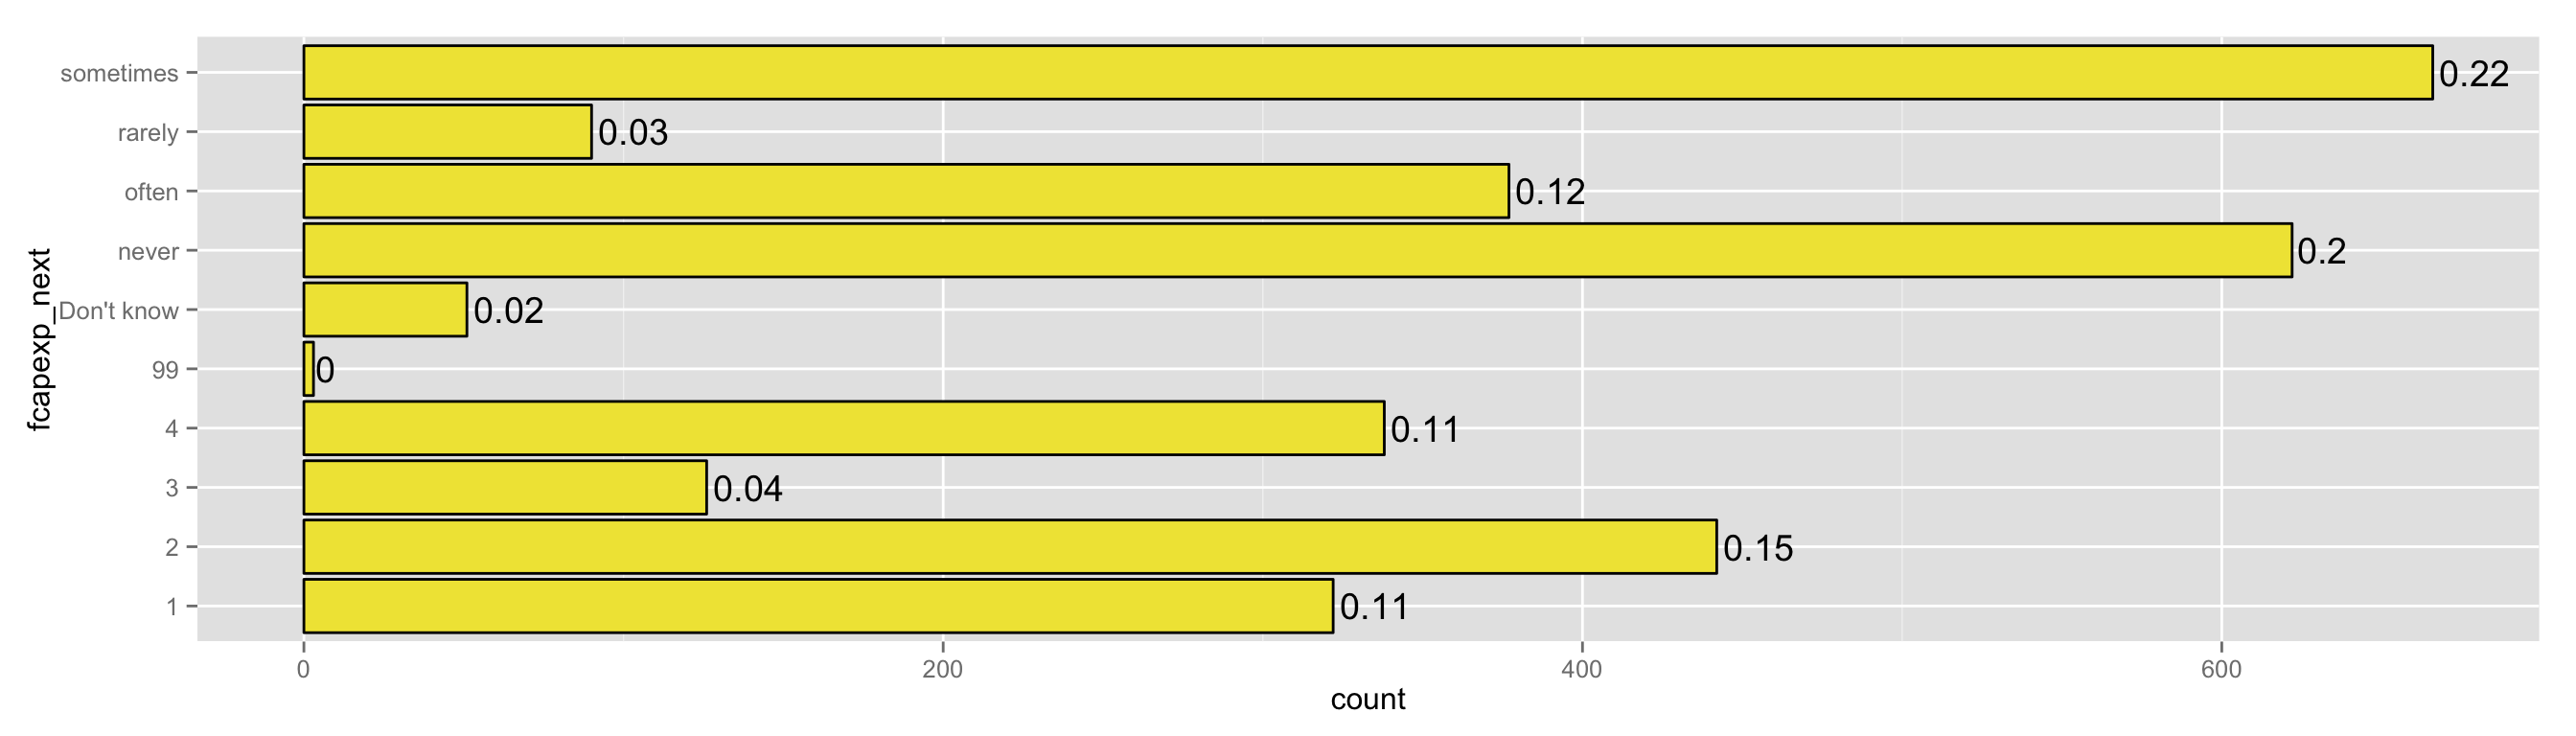 sometimes 0.22
rarely 0.03
often 0.12
never 0.2
Don't know 0.02
99 0
4 0.11
3 0.04
2 0.15
1 0.11
fcapexp_next
0 200 400 600
count